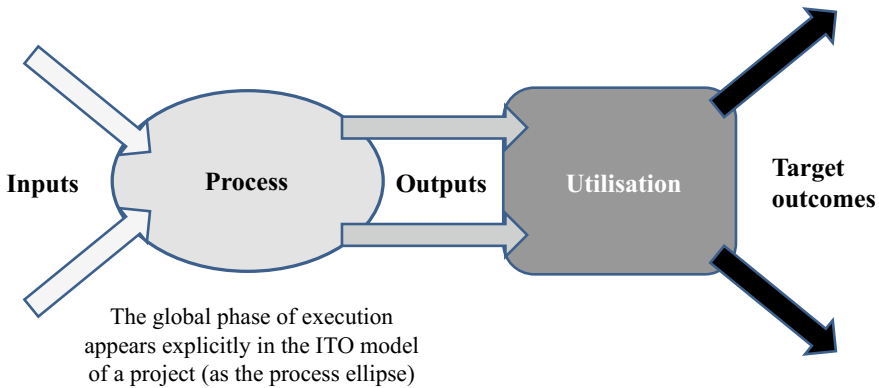 Inputs
Process
Outputs
Utilisation
Target
outcomes
The global phase of execution
appears explicitly in the ITO model
of a project (as the process ellipse)